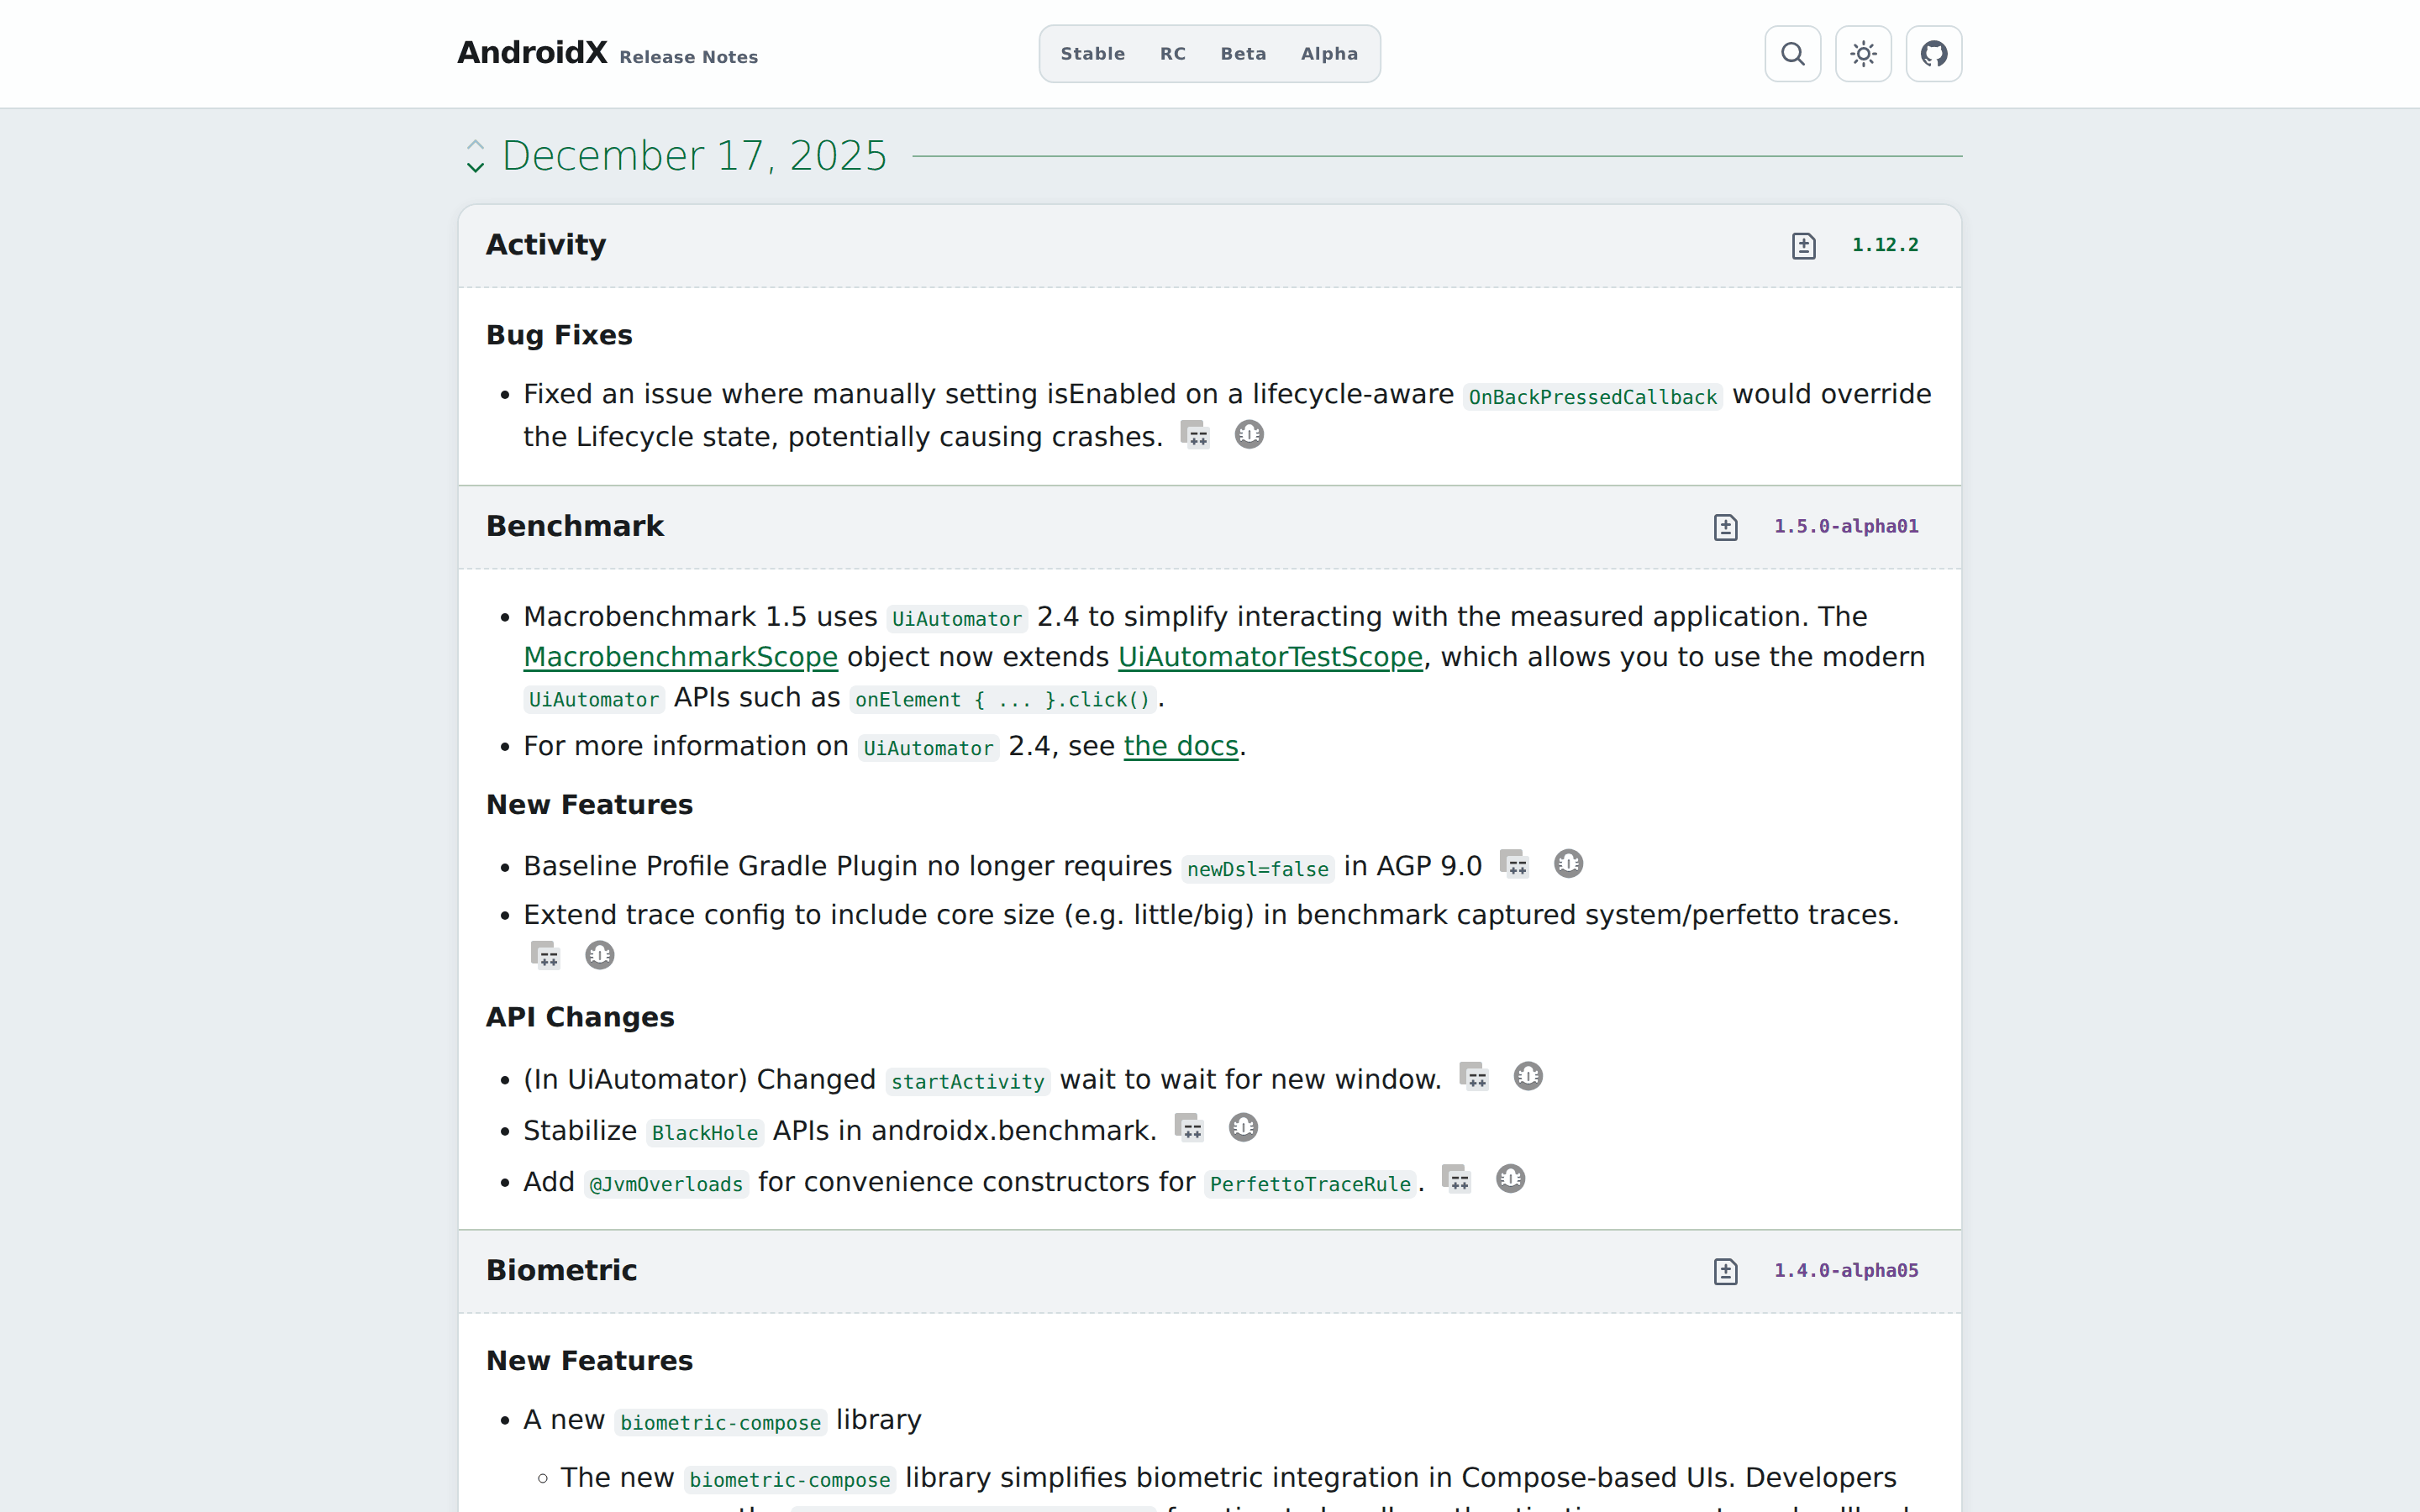 AndroidX Release Notes
Stable RC Beta Alpha
December 17, 2025
Activity
1.12.2
Bug Fixes
• Fixed an issue where manually setting isEnabled on a lifecycle-aware OnBackPressedCallback would override
the Lifecycle state, potentially causing crashes.
Benchmark
1.5.0-alpha01
• Macrobenchmark 1.5 uses UiAutomator 2.4 to simplify interacting with the measured application. The
MacrobenchmarkScope object now extends UiAutomatorTestScope, which allows you to use the modern
UiAutomator APIs such as onElement { ... }.click().
• For more information on UiAutomator 2.4, see the docs.
New Features
• Baseline Profile Gradle Plugin no longer requires newDsl=false in AGP 9.0
• Extend trace config to include core size (e.g. little/big) in benchmark captured system/perfetto traces.
API Changes
• (In UiAutomator) Changed startActivity wait to wait for new window.
• Stabilize BlackHole APIs in androidx.benchmark.
• Add @JvmOverloads for convenience constructors for PerfettoTraceRule.
Biometric
1.4.0-alpha05
New Features
• A new biometric-compose library
◦ The new biometric-compose library simplifies biometric integration in Compose-based UIs. Developers